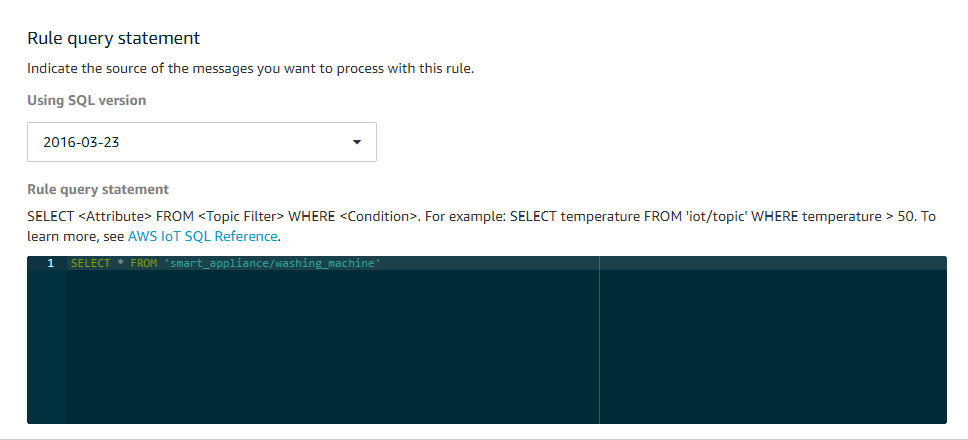 Rule query statement
Indicate the source of the messages you want to process with this rule.
Using SQL version
2016-03-23
Rule query statement
SELECT <Attribute> FROM <Topic Filter> WHERE <Condition>. For example: SELECT temperature FROM 'iot/topic' WHERE temperature > 50. To
learn more, see AWS IoT SQL Reference.
1 SELECT * FROM 'smart_appliance/washing_machine'